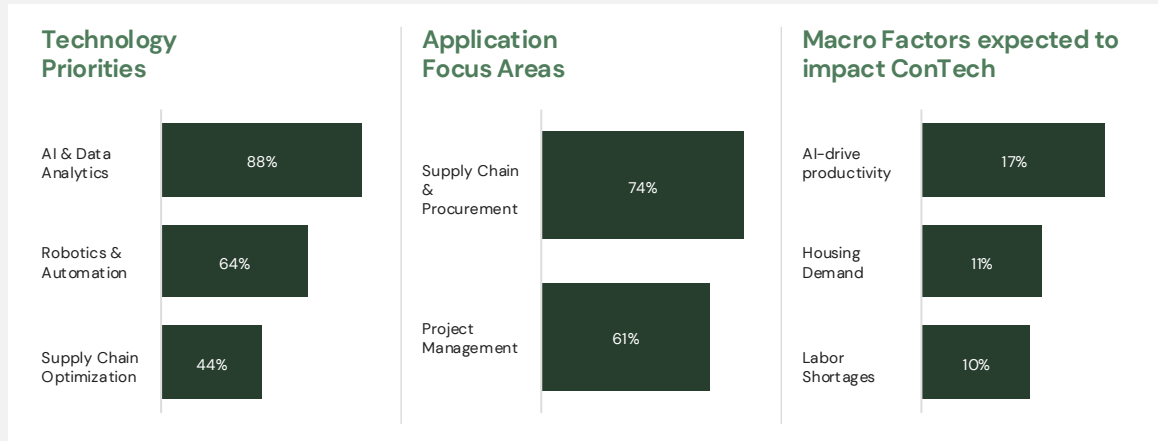 Technology
Priorities
AI & Data
Analytics
88%
Robotics &
Automation
64%
Supply Chain
Optimization
44%
Application
Focus Areas
Supply Chain
&
Procurement
74%
Project
Management
61%
Macro Factors expected to
impact ConTech
AI-drive
productivity
17%
Housing
Demand
11%
Labor
Shortages
10%